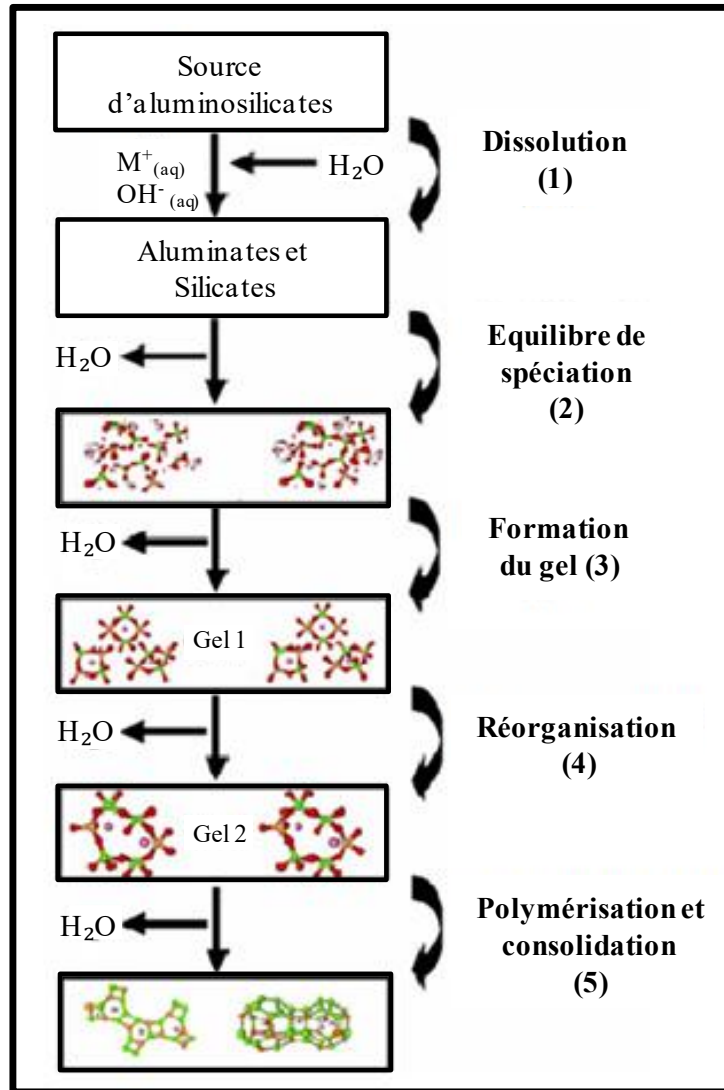 Source
d'aluminosilicates
M⁺(aq)
OH⁻ (aq)
H₂O
Dissolution
(1)
Aluminates et
Silicates
H₂O
Equilibre de
spéciation
(2)
H₂O
Formation
du gel (3)
Gel 1
H₂O
Réorganisation
(4)
Gel 2
H₂O
Polymérisation et
consolidation
(5)